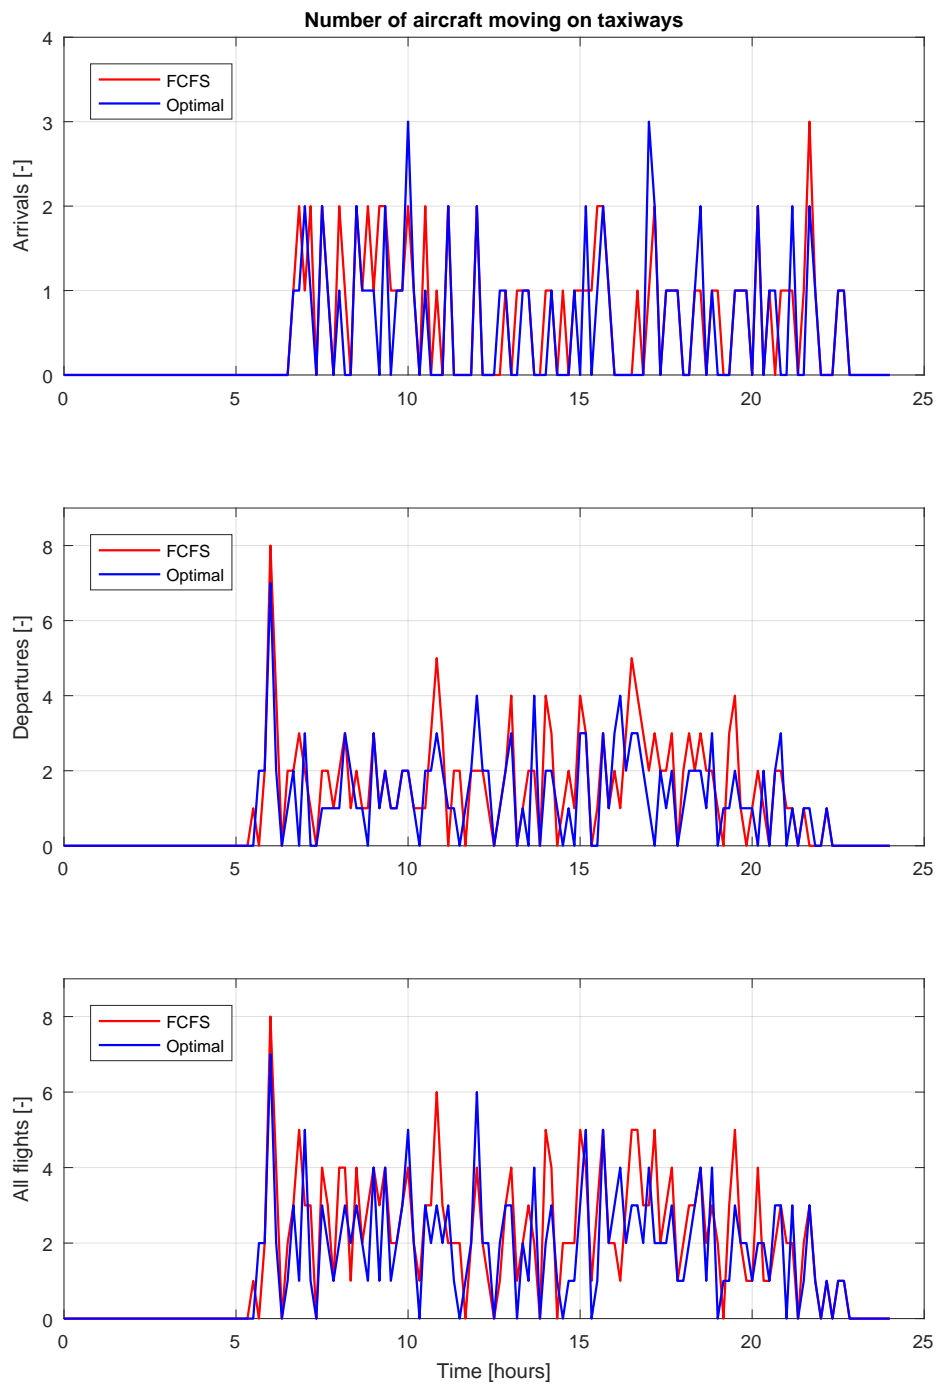 Number of aircraft moving on taxiways
4
3
2
1
0
Arrivals [-]
FCFS
Optimal
0 5 10 15 20 25
8
6
4
2
0
Departures [-]
FCFS
Optimal
0 5 10 15 20 25
8
6
4
2
0
All flights [-]
FCFS
Optimal
0 5 10 15 20 25
Time [hours]